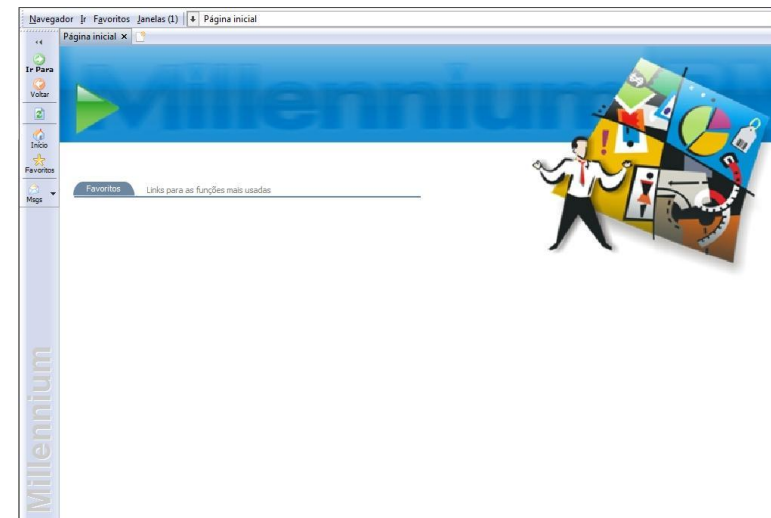 Navegador Ir Favoritos Janelas (1) Página inicial
Página inicial
Ir Para
Voltar
Início
Favoritos
Msgs
Millennium
Favoritos Links para as funções mais usadas
Millennium